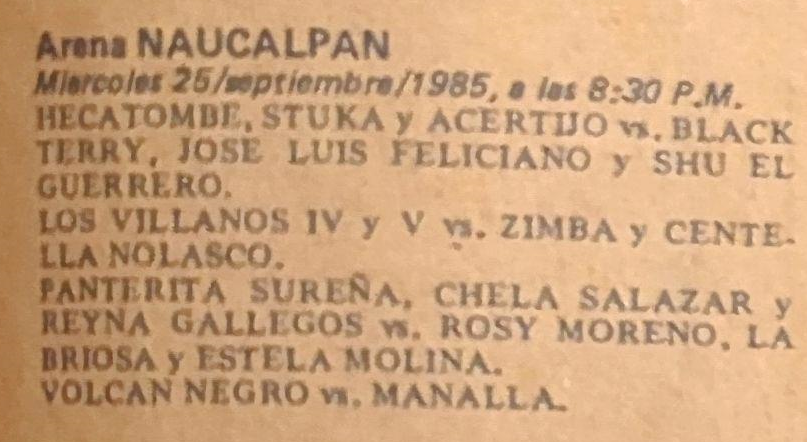 Arena NAUCALPAN
Miercoles 25/septiembre/1985, a las 8:30 P.M.
HECATOMBE, STUKA y ACERTIJO vs. BLACK
TERRY, JOSE LUIS FELICIANO y SHU EL
GUERRERO.
LOS VILLANOS IV y V vs. ZIMBA y CENTE-
LLA NOLASCO.
PANTERITA SUREÑA, CHELA SALAZAR y
REYNA GALLEGOS vs. ROSY MORENO, LA
BRIOSA y ESTELA MOLINA.
VOLCAN NEGRO vs. MANALLA.